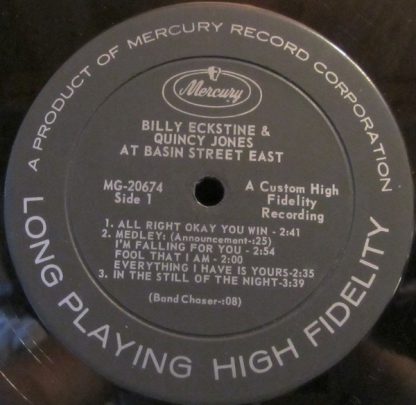 A PRODUCT OF MERCURY RECORD CORPORATION
Mercury
BILLY ECKSTINE &
QUINCY JONES
AT BASIN STREET EAST
MG-20674
Side 1
A Custom High
Fidelity
Recording
1. ALL RIGHT OKAY YOU WIN - 2:41
2. MEDLEY: (Announcement-:25)
I'M FALLING FOR YOU - 2:54
FOOL THAT I AM - 2:00
EVERYTHING I HAVE IS YOURS-2:35
3. IN THE STILL OF THE NIGHT-3:39
(Band Chaser-:08)
LONG PLAYING HIGH FIDELITY